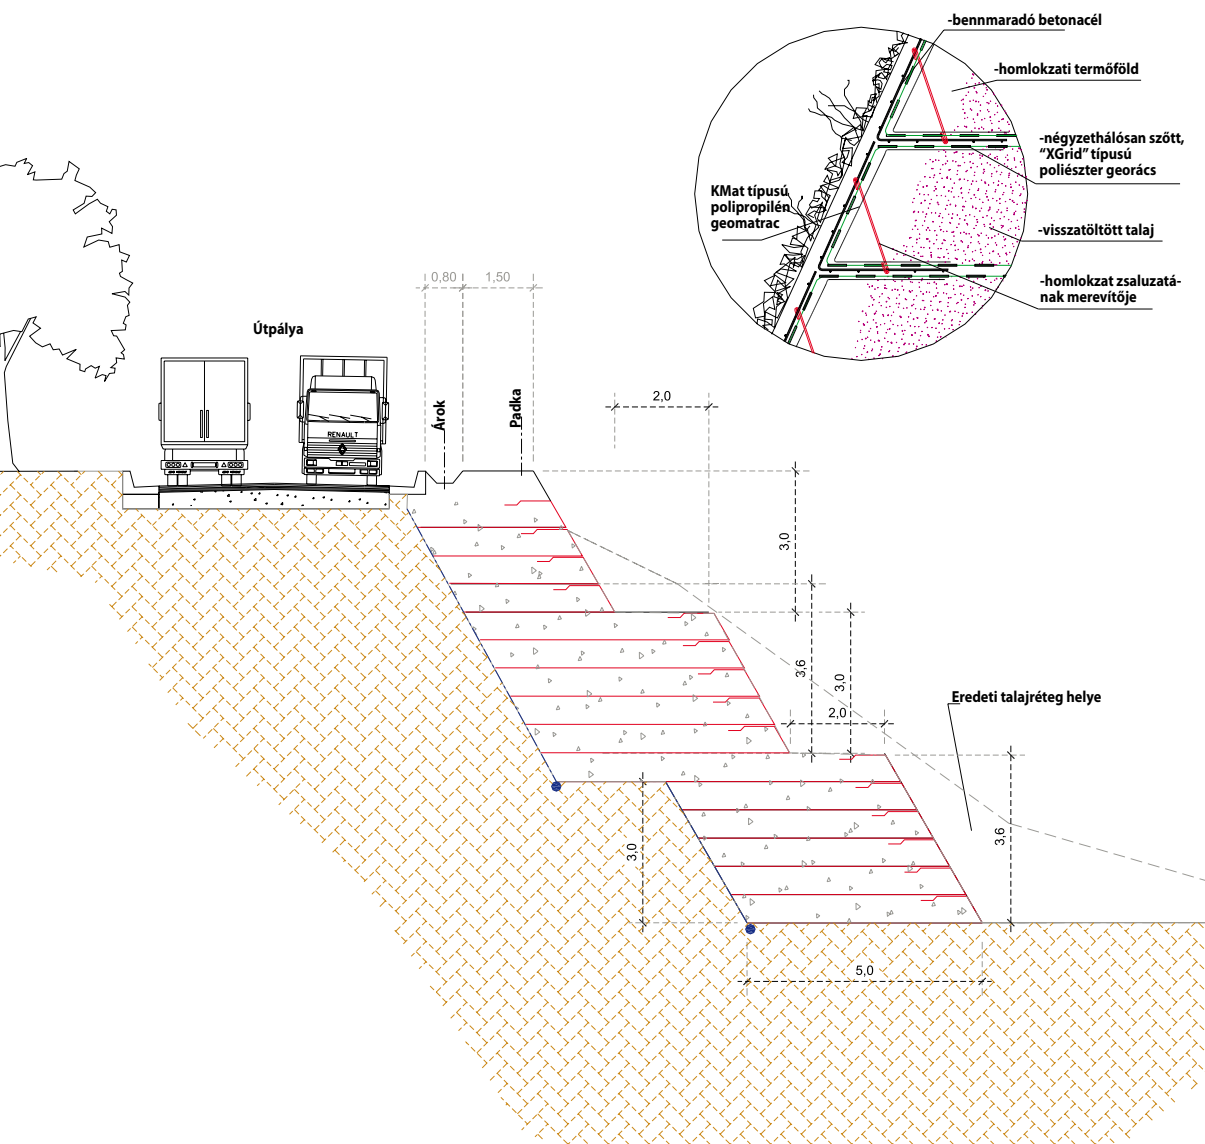 -bennmaradó betonacél
-homlokzati termőföld
-négyzethálósan szőtt,
“XGrid” típusú
poliészter georács
KMat típusú
polipropilén
geomatrac
-visszatöltött talaj
-homlokzat zsaluzatá-
nak merevítője
0,80
1,50
Útpálya
Árok
Padka
2,0
RENAULT
3,0
3,6
3,0
2,0
Eredeti talajréteg helye
3,0
3,6
5,0